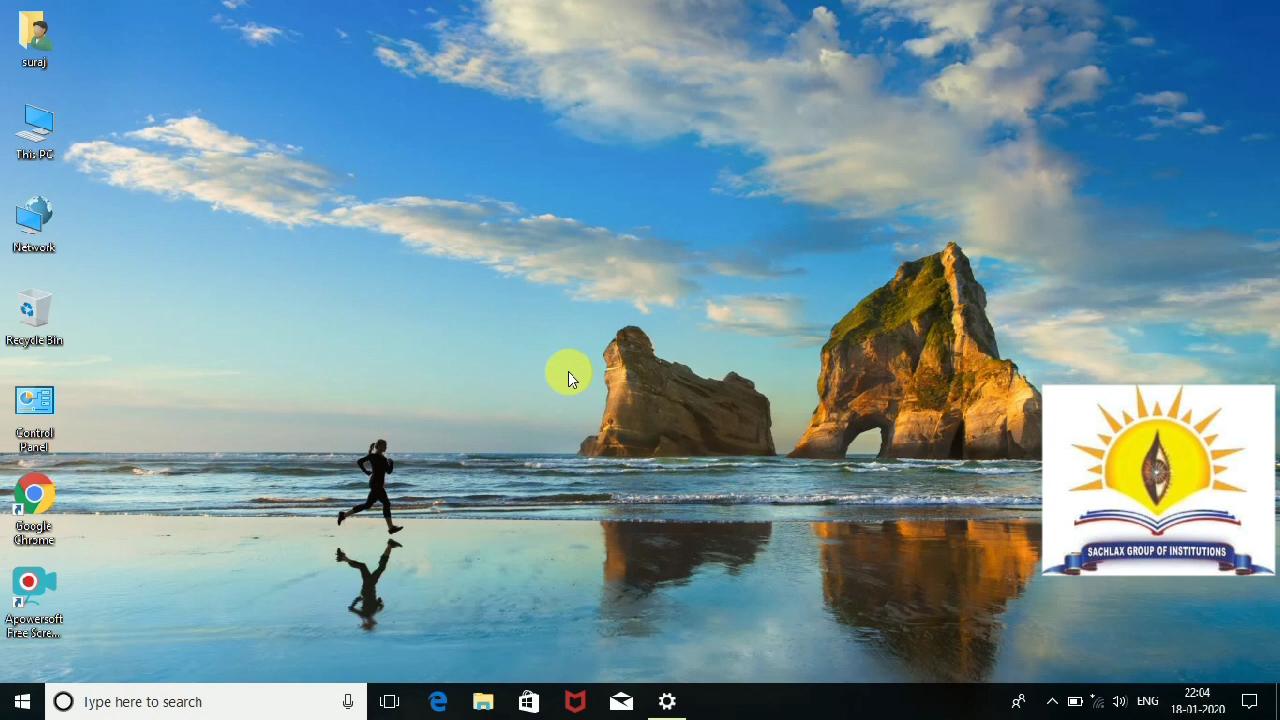 suraj
This PC
Network
Recycle Bin
Control
Panel
Google
Chrome
Apowersoft
Free Scre...
SACHLAX GROUP OF INSTITUTIONS
Type here to search
ENG
22:04
18-01-2020